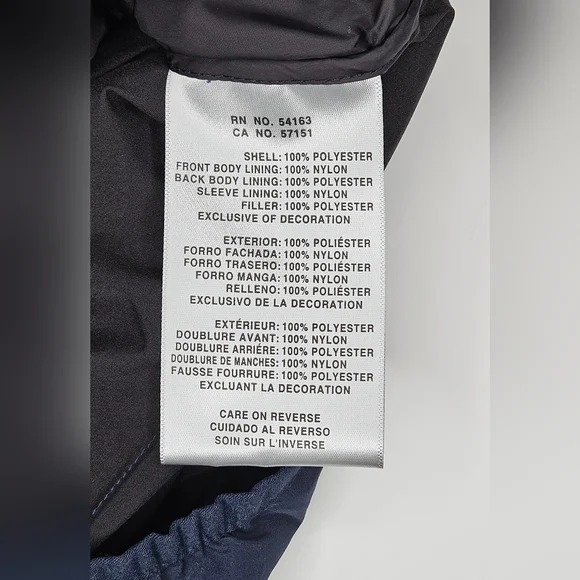 RN NO. 54163
CA NO. 57151
SHELL: 100% POLYESTER
FRONT BODY LINING: 100% NYLON
BACK BODY LINING: 100% POLYESTER
SLEEVE LINING: 100% NYLON
FILLER: 100% POLYESTER
EXCLUSIVE OF DECORATION
EXTERIOR: 100% POLIÉSTER
FORRO FACHADA: 100% NYLON
FORRO TRASERO: 100% POLIÉSTER
FORRO MANGA: 100% NYLON
RELLENO: 100% POLIÉSTER
EXCLUSIVO DE LA DECORATION
EXTÉRIEUR: 100% POLYESTER
DOUBLURE AVANT: 100% NYLON
DOUBLURE ARRIÉRE: 100% POLYESTER
DOUBLURE DE MANCHES: 100% NYLON
FAUSSE FOURRURE: 100% POLYESTER
EXCLUANT LA DECORATION
CARE ON REVERSE
CUIDADO AL REVERSO
SOIN SUR L'INVERSE